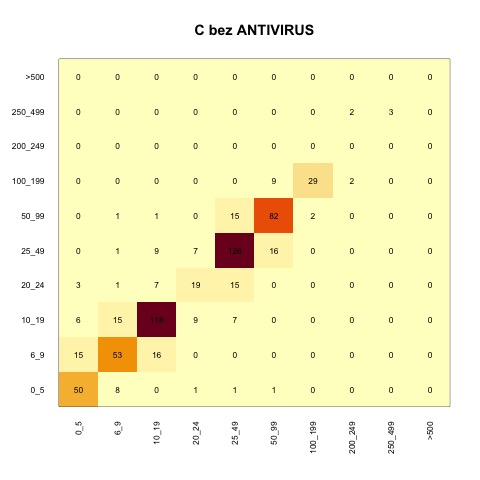 C bez ANTIVIRUS
>500 0 0 0 0 0 0 0 0 0 0
250_499 0 0 0 0 0 0 0 2 3 0
200_249 0 0 0 0 0 0 0 0 0 0
100_199 0 0 0 0 0 9 29 2 0 0
50_99 0 1 1 0 15 82 2 0 0 0
25_49 0 1 9 7 16 0 0 0 0
20_24 3 1 7 19 15 0 0 0 0 0
10_19 6 15 9 7 0 0 0 0 0
6_9 15 53 16 0 0 0 0 0 0 0
0_5 50 8 0 1 1 1 0 0 0 0
0_5 6_9 10_19 20_24 25_49 50_99 100_199 200_249 250_499 >500